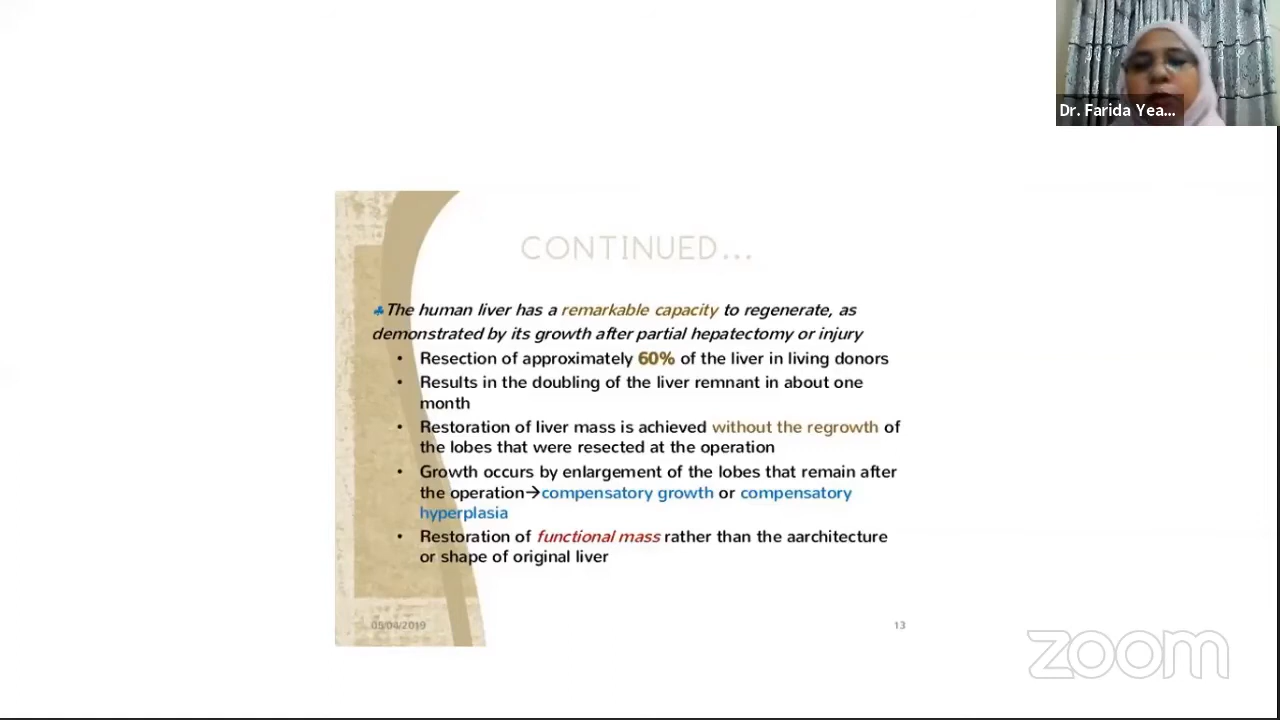 Dr. Farida Yea...
CONTINUED...
The human liver has a remarkable capacity to regenerate, as
demonstrated by its growth after partial hepatectomy or injury
• Resection of approximately 60% of the liver in living donors
• Results in the doubling of the liver remnant in about one
month
• Restoration of liver mass is achieved without the regrowth of
the lobes that were resected at the operation
• Growth occurs by enlargement of the lobes that remain after
the operation→compensatory growth or compensatory
hyperplasia
• Restoration of functional mass rather than the aarchitecture
or shape of original liver
05/04/2019
13
zoom